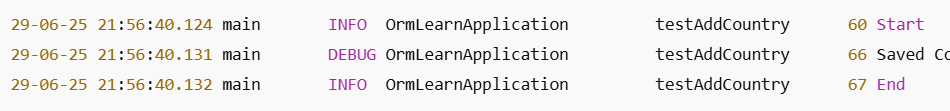 29-06-25 21:56:40.124 main INFO OrmLearnApplication testAddCountry 60 Start
29-06-25 21:56:40.131 main DEBUG OrmLearnApplication testAddCountry 66 Saved Co
29-06-25 21:56:40.132 main INFO OrmLearnApplication testAddCountry 67 End